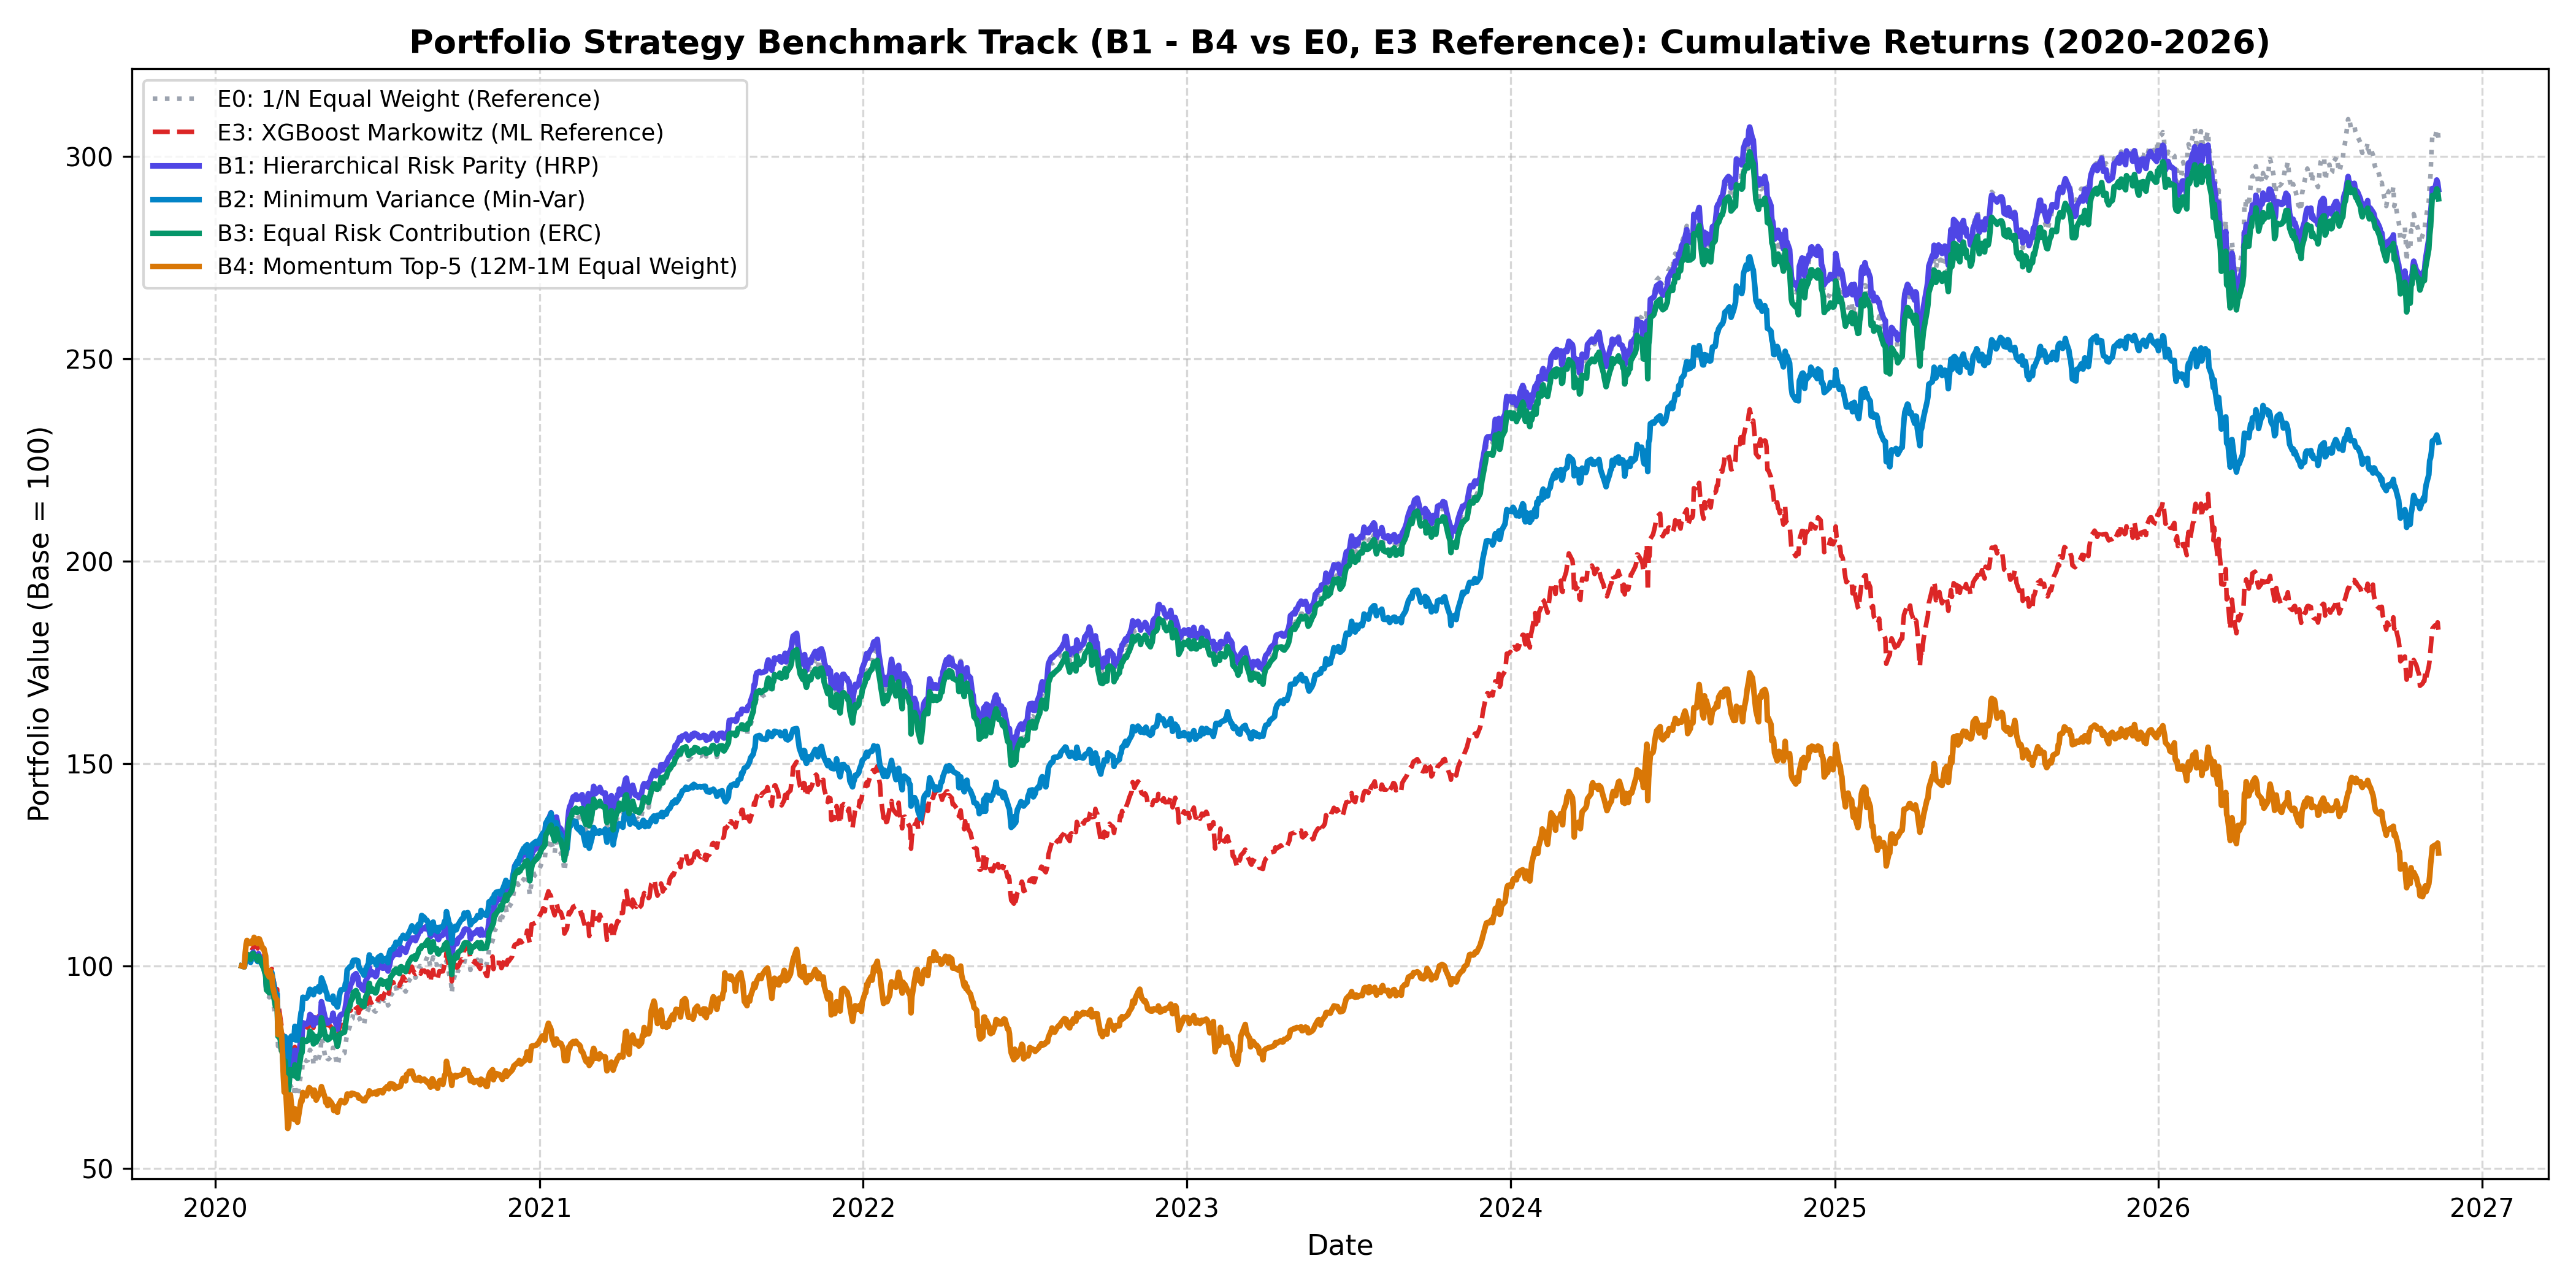 Portfolio Strategy Benchmark Track (B1 - B4 vs E0, E3 Reference): Cumulative Returns (2020-2026)
E0: 1/N Equal Weight (Reference)
E3: XGBoost Markowitz (ML Reference)
B1: Hierarchical Risk Parity (HRP)
B2: Minimum Variance (Min-Var)
B3: Equal Risk Contribution (ERC)
B4: Momentum Top-5 (12M-1M Equal Weight)
Portfolio Value (Base = 100)
300
250
200
150
100
50
2020 2021 2022 2023 2024 2025 2026 2027
Date